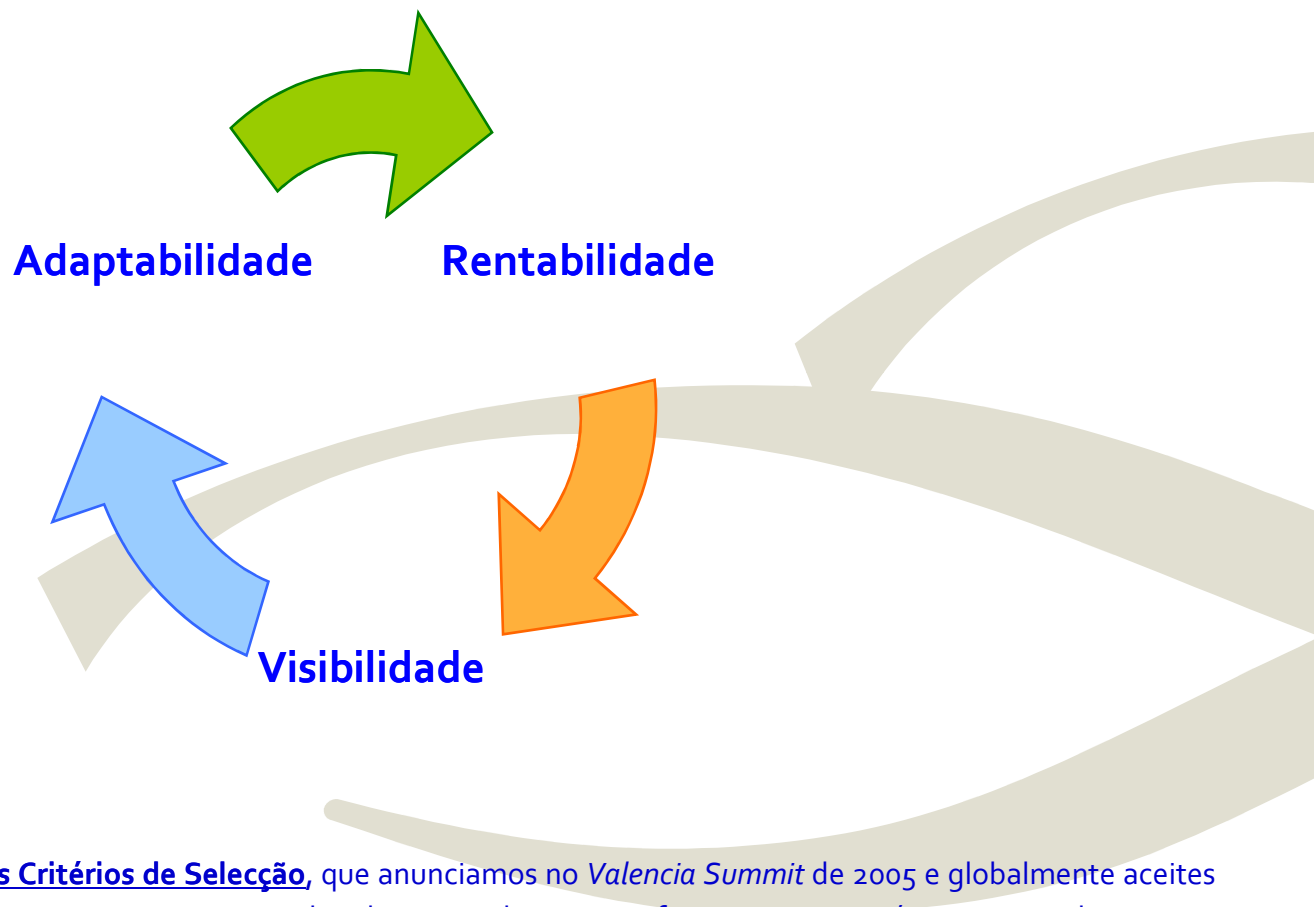 Adaptabilidade Rentabilidade
Visibilidade
s Critérios de Selecção, que anunciamos no Valencia Summit de 2005 e globalmente aceites